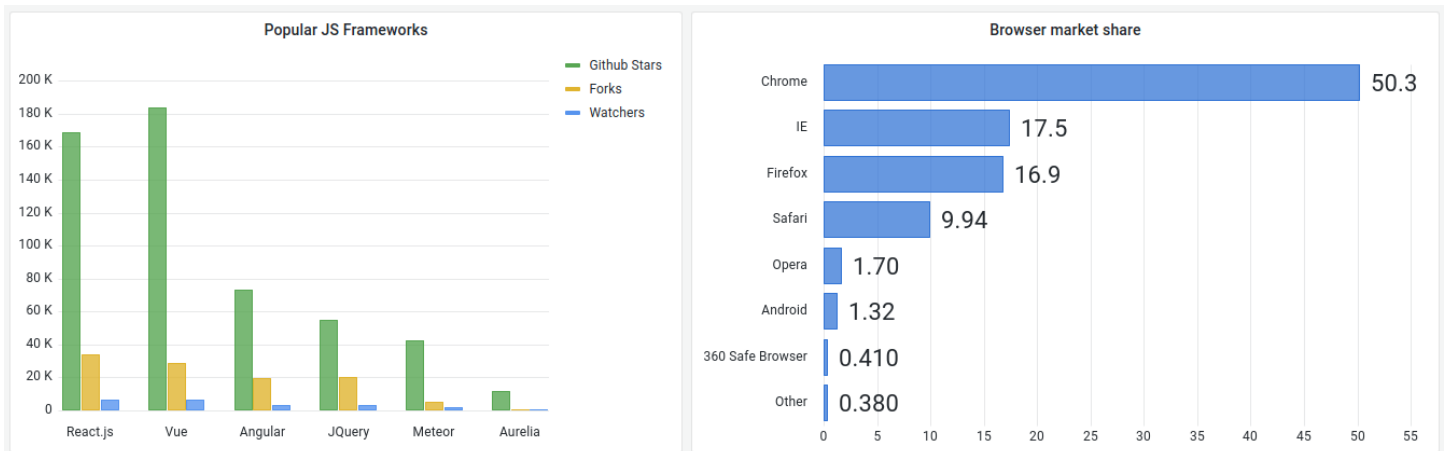 Popular JS Frameworks
200 K
180 K
160 K
140 K
120 K
100 K
80 K
60 K
40 K
20 K
0
React.js Vue Angular JQuery Meteor Aurelia
Github Stars
Forks
Watchers
Browser market share
Chrome 50.3
IE 17.5
Firefox 16.9
Safari 9.94
Opera 1.70
Android 1.32
360 Safe Browser 0.410
Other 0.380
0 5 10 15 20 25 30 35 40 45 50 55